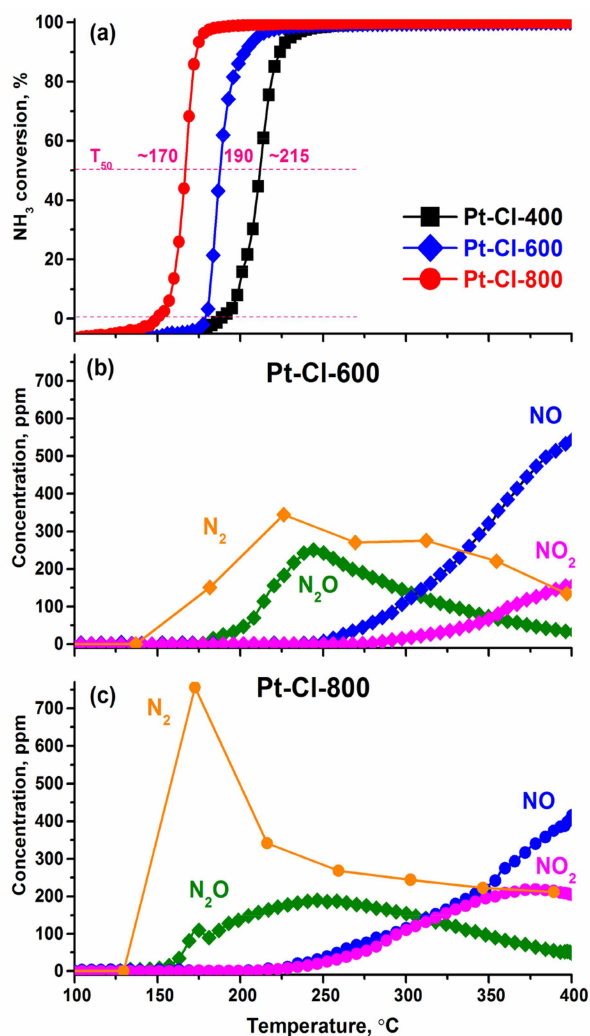 (a)
NH₃ conversion, %
100
80
60
40
20
0
T₅₀ ~170 190 ~215
Pt-Cl-400
Pt-Cl-600
Pt-Cl-800
(b) Pt-Cl-600
Concentration, ppm
700
600
500
400
300
200
100
0
NO
N₂
NO₂
N₂O
(c) Pt-Cl-800
Concentration, ppm
700
600
500
400
300
200
100
0
N₂
NO
NO₂
N₂O
100 150 200 250 300 350 400
Temperature, °C